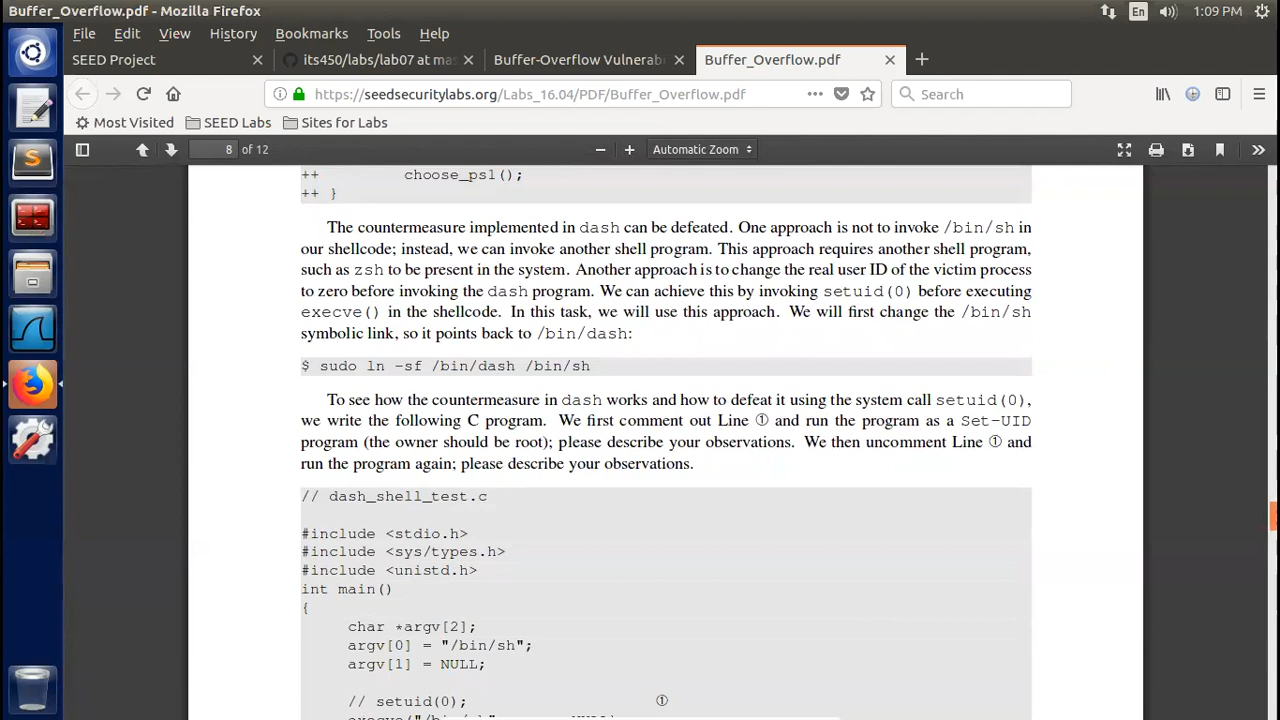 Buffer_Overflow.pdf - Mozilla Firefox
En
1:09 PM
File Edit View History Bookmarks Tools Help
SEED Project
its450/labs/lab07 at mas
Buffer-Overflow Vulnerab
Buffer_Overflow.pdf
https://seedsecuritylabs.org/Labs_16.04/PDF/Buffer_Overflow.pdf
Search
Most Visited
SEED Labs
Sites for Labs
8 of 12
Automatic Zoom
++ choose_ps1();
++ }
The countermeasure implemented in dash can be defeated. One approach is not to invoke /bin/sh in
our shellcode; instead, we can invoke another shell program. This approach requires another shell program,
such as zsh to be present in the system. Another approach is to change the real user ID of the victim process
to zero before invoking the dash program. We can achieve this by invoking setuid(0) before executing
execve() in the shellcode. In this task, we will use this approach. We will first change the /bin/sh
symbolic link, so it points back to /bin/dash:
$ sudo ln -sf /bin/dash /bin/sh
To see how the countermeasure in dash works and how to defeat it using the system call setuid(0),
we write the following C program. We first comment out Line ① and run the program as a Set-UID
program (the owner should be root); please describe your observations. We then uncomment Line ① and
run the program again; please describe your observations.
// dash_shell_test.c
#include <stdio.h>
#include <sys/types.h>
#include <unistd.h>
int main()
{
char *argv[2];
argv[0] = "/bin/sh";
argv[1] = NULL;
// setuid(0); ①